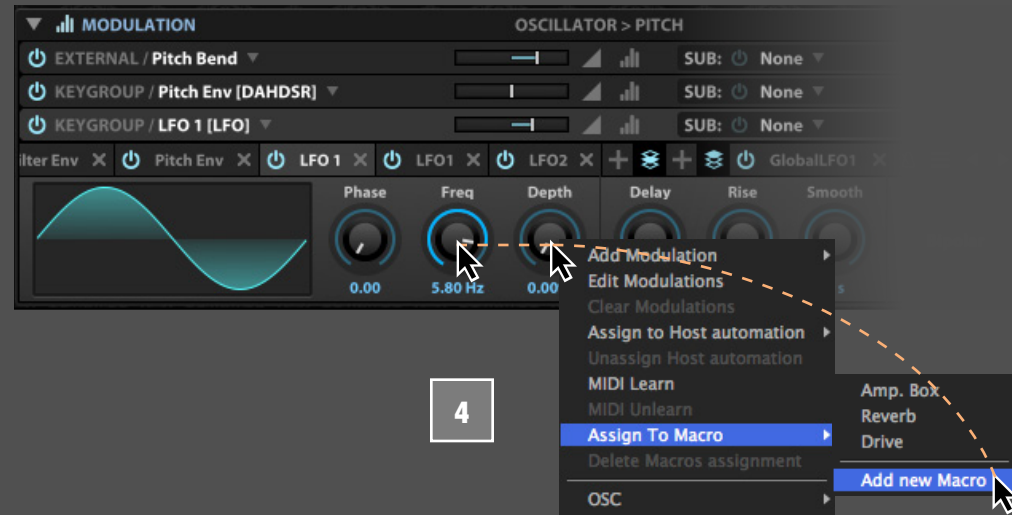 MODULATION OSCILLATOR > PITCH
EXTERNAL / Pitch Bend SUB: None
KEYGROUP / Pitch Env [DAHDSR] SUB: None
KEYGROUP / LFO 1 [LFO] SUB: None
ilter Env Pitch Env LFO 1 LFO1 LFO2 GlobalLFO1
Phase Freq Depth Delay Rise Smooth
0.00 5.80 Hz 0.00 s
Add Modulation
Edit Modulations
Clear Modulations
Assign to Host automation
Unassign Host automation
MIDI Learn
MIDI Unlearn
Assign To Macro
Delete Macros assignment
OSC
Amp. Box
Reverb
Drive
Add new Macro
4